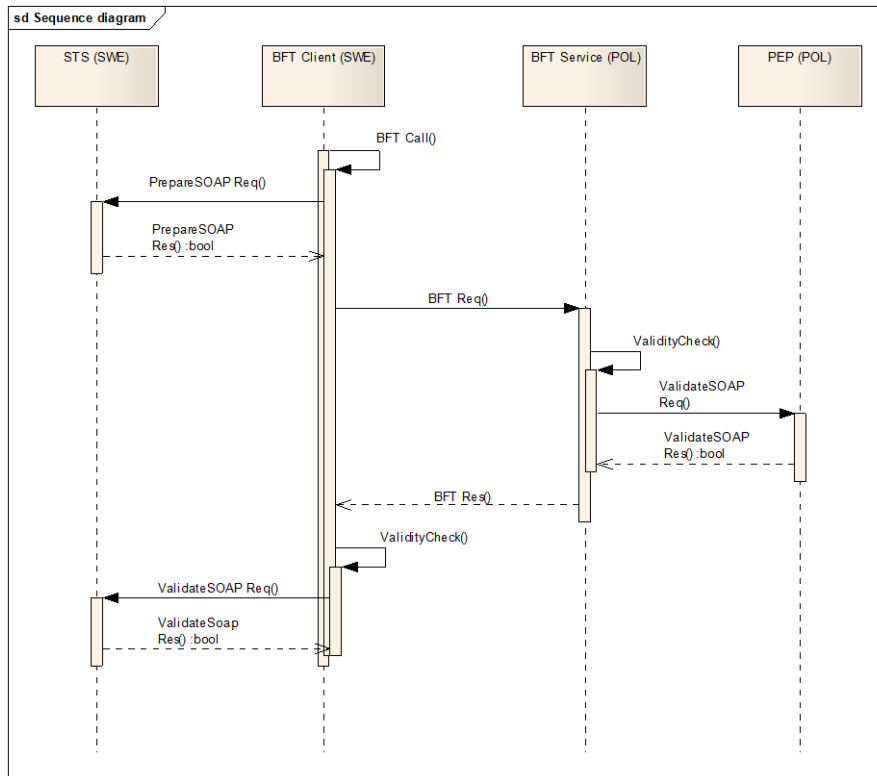 sd Sequence diagram
STS (SWE)
BFT Client (SWE)
BFT Service (POL)
PEP (POL)
BFT Call()
PrepareSOAP Req()
PrepareSOAP
Res() :bool
BFT Req()
ValidityCheck()
ValidateSOAP
Req()
ValidateSOAP
Res() :bool
BFT Res()
ValidityCheck()
ValidateSOAP Req()
ValidateSoap
Res() :bool